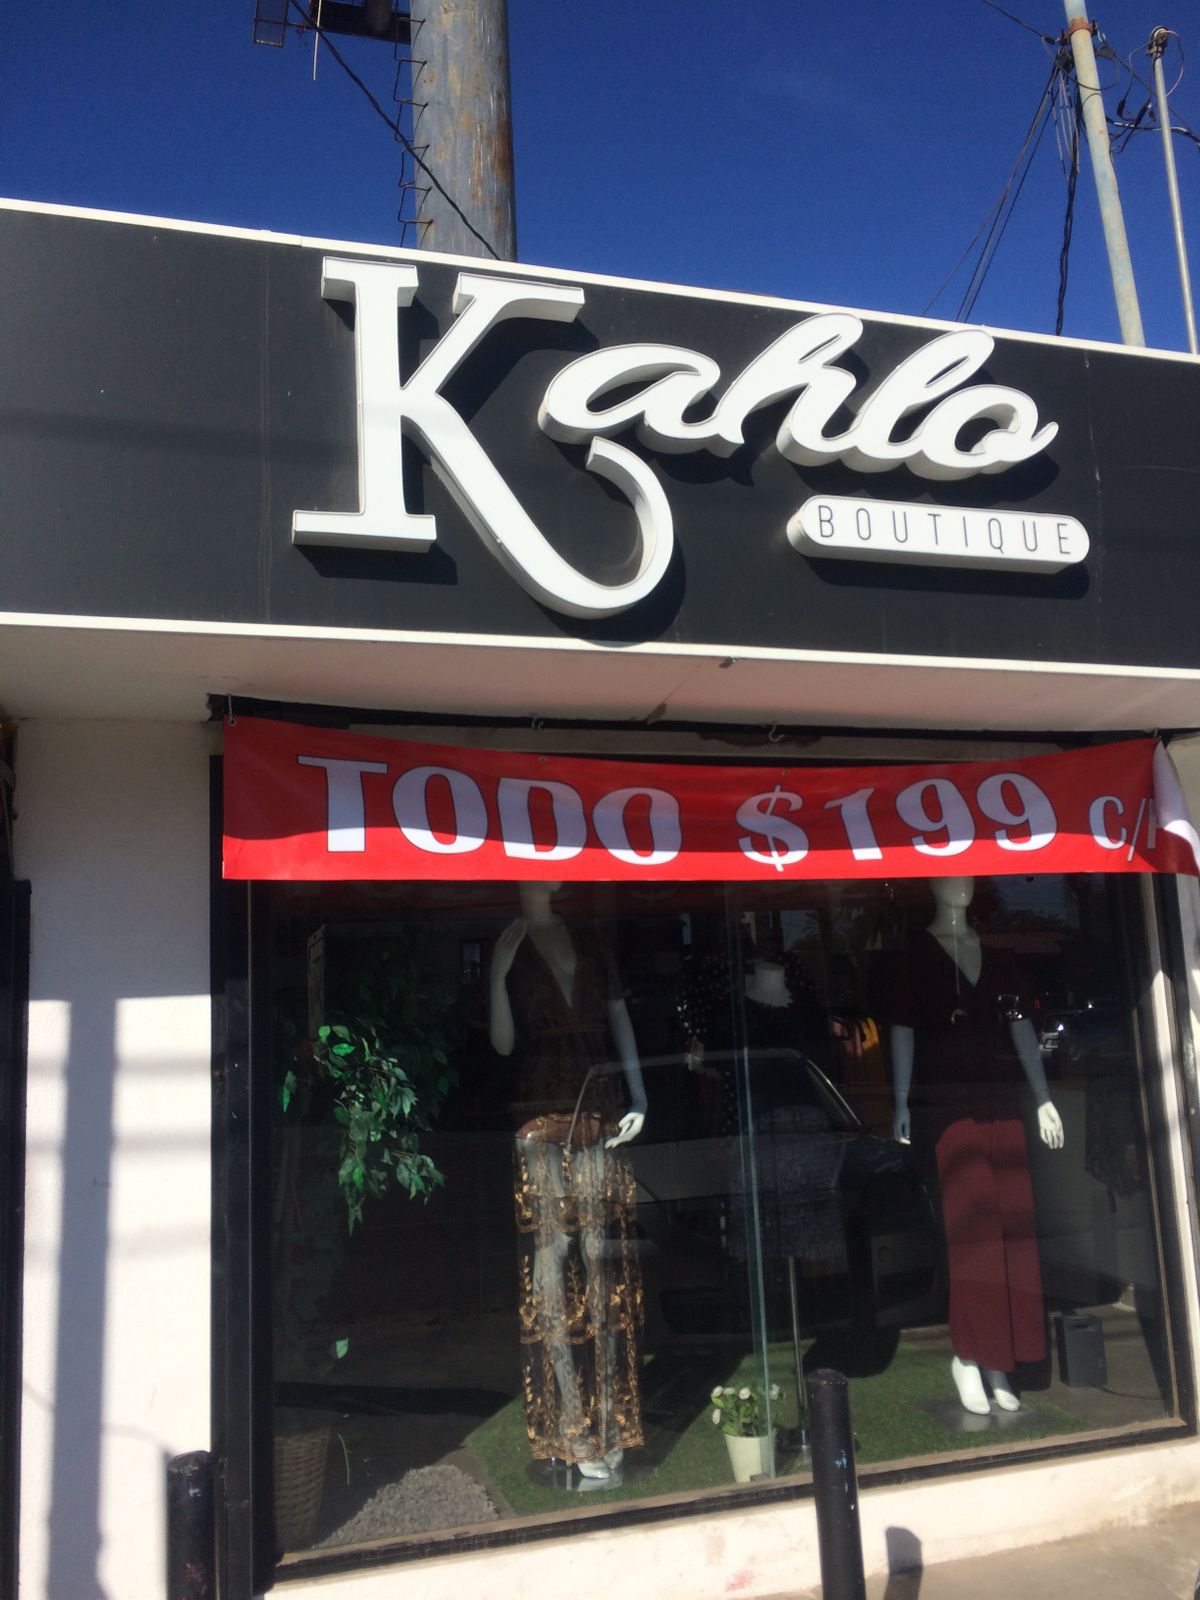 Kahlo
BOUTIQUE
TODO $199 C/